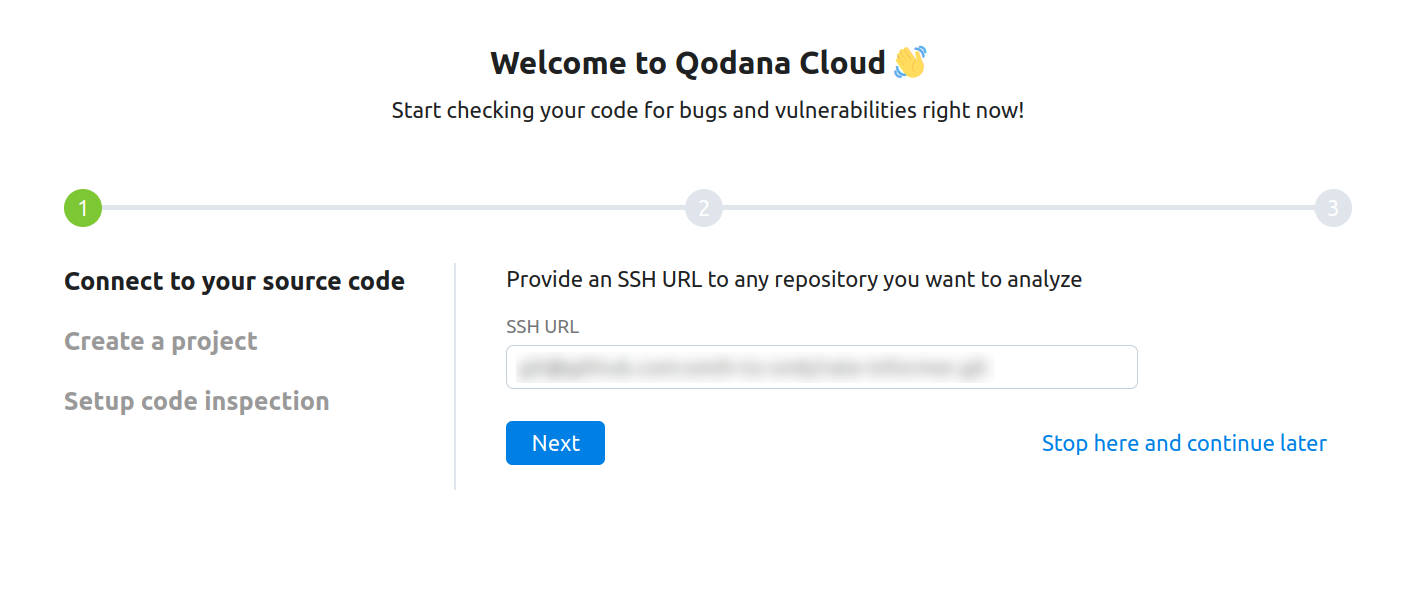 Welcome to Qodana Cloud 👋
Start checking your code for bugs and vulnerabilities right now!
1
2
3
Connect to your source code
Create a project
Setup code inspection
Provide an SSH URL to any repository you want to analyze
SSH URL
Next
Stop here and continue later